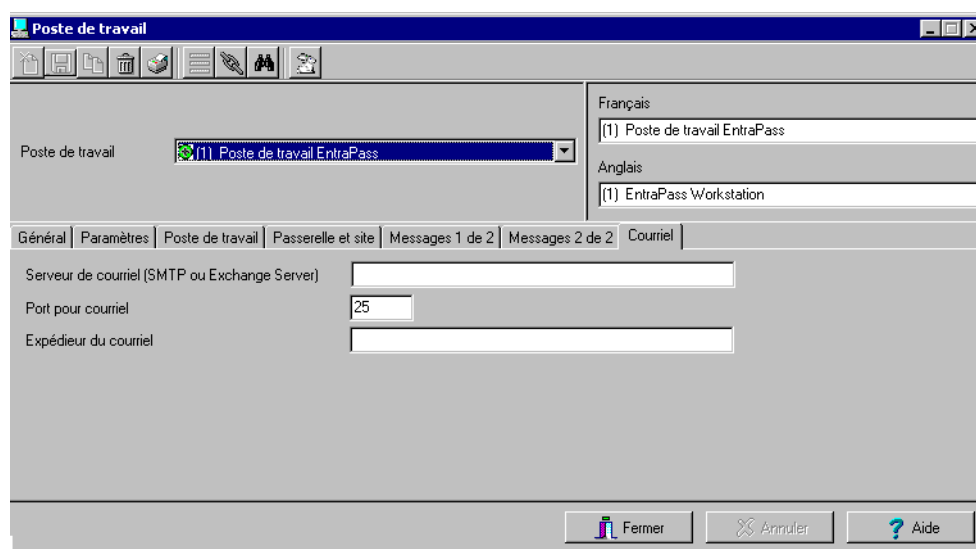 Poste de travail
Français
(1) Poste de travail EntraPass
Poste de travail
(1) Poste de travail EntraPass
Anglais
(1) EntraPass Workstation
Général
Paramètres
Poste de travail
Passerelle et site
Messages 1 de 2
Messages 2 de 2
Courriel
Serveur de courriel (SMTP ou Exchange Server)
Port pour courriel
25
Expédieur du courriel
Fermer
Annuler
Aide